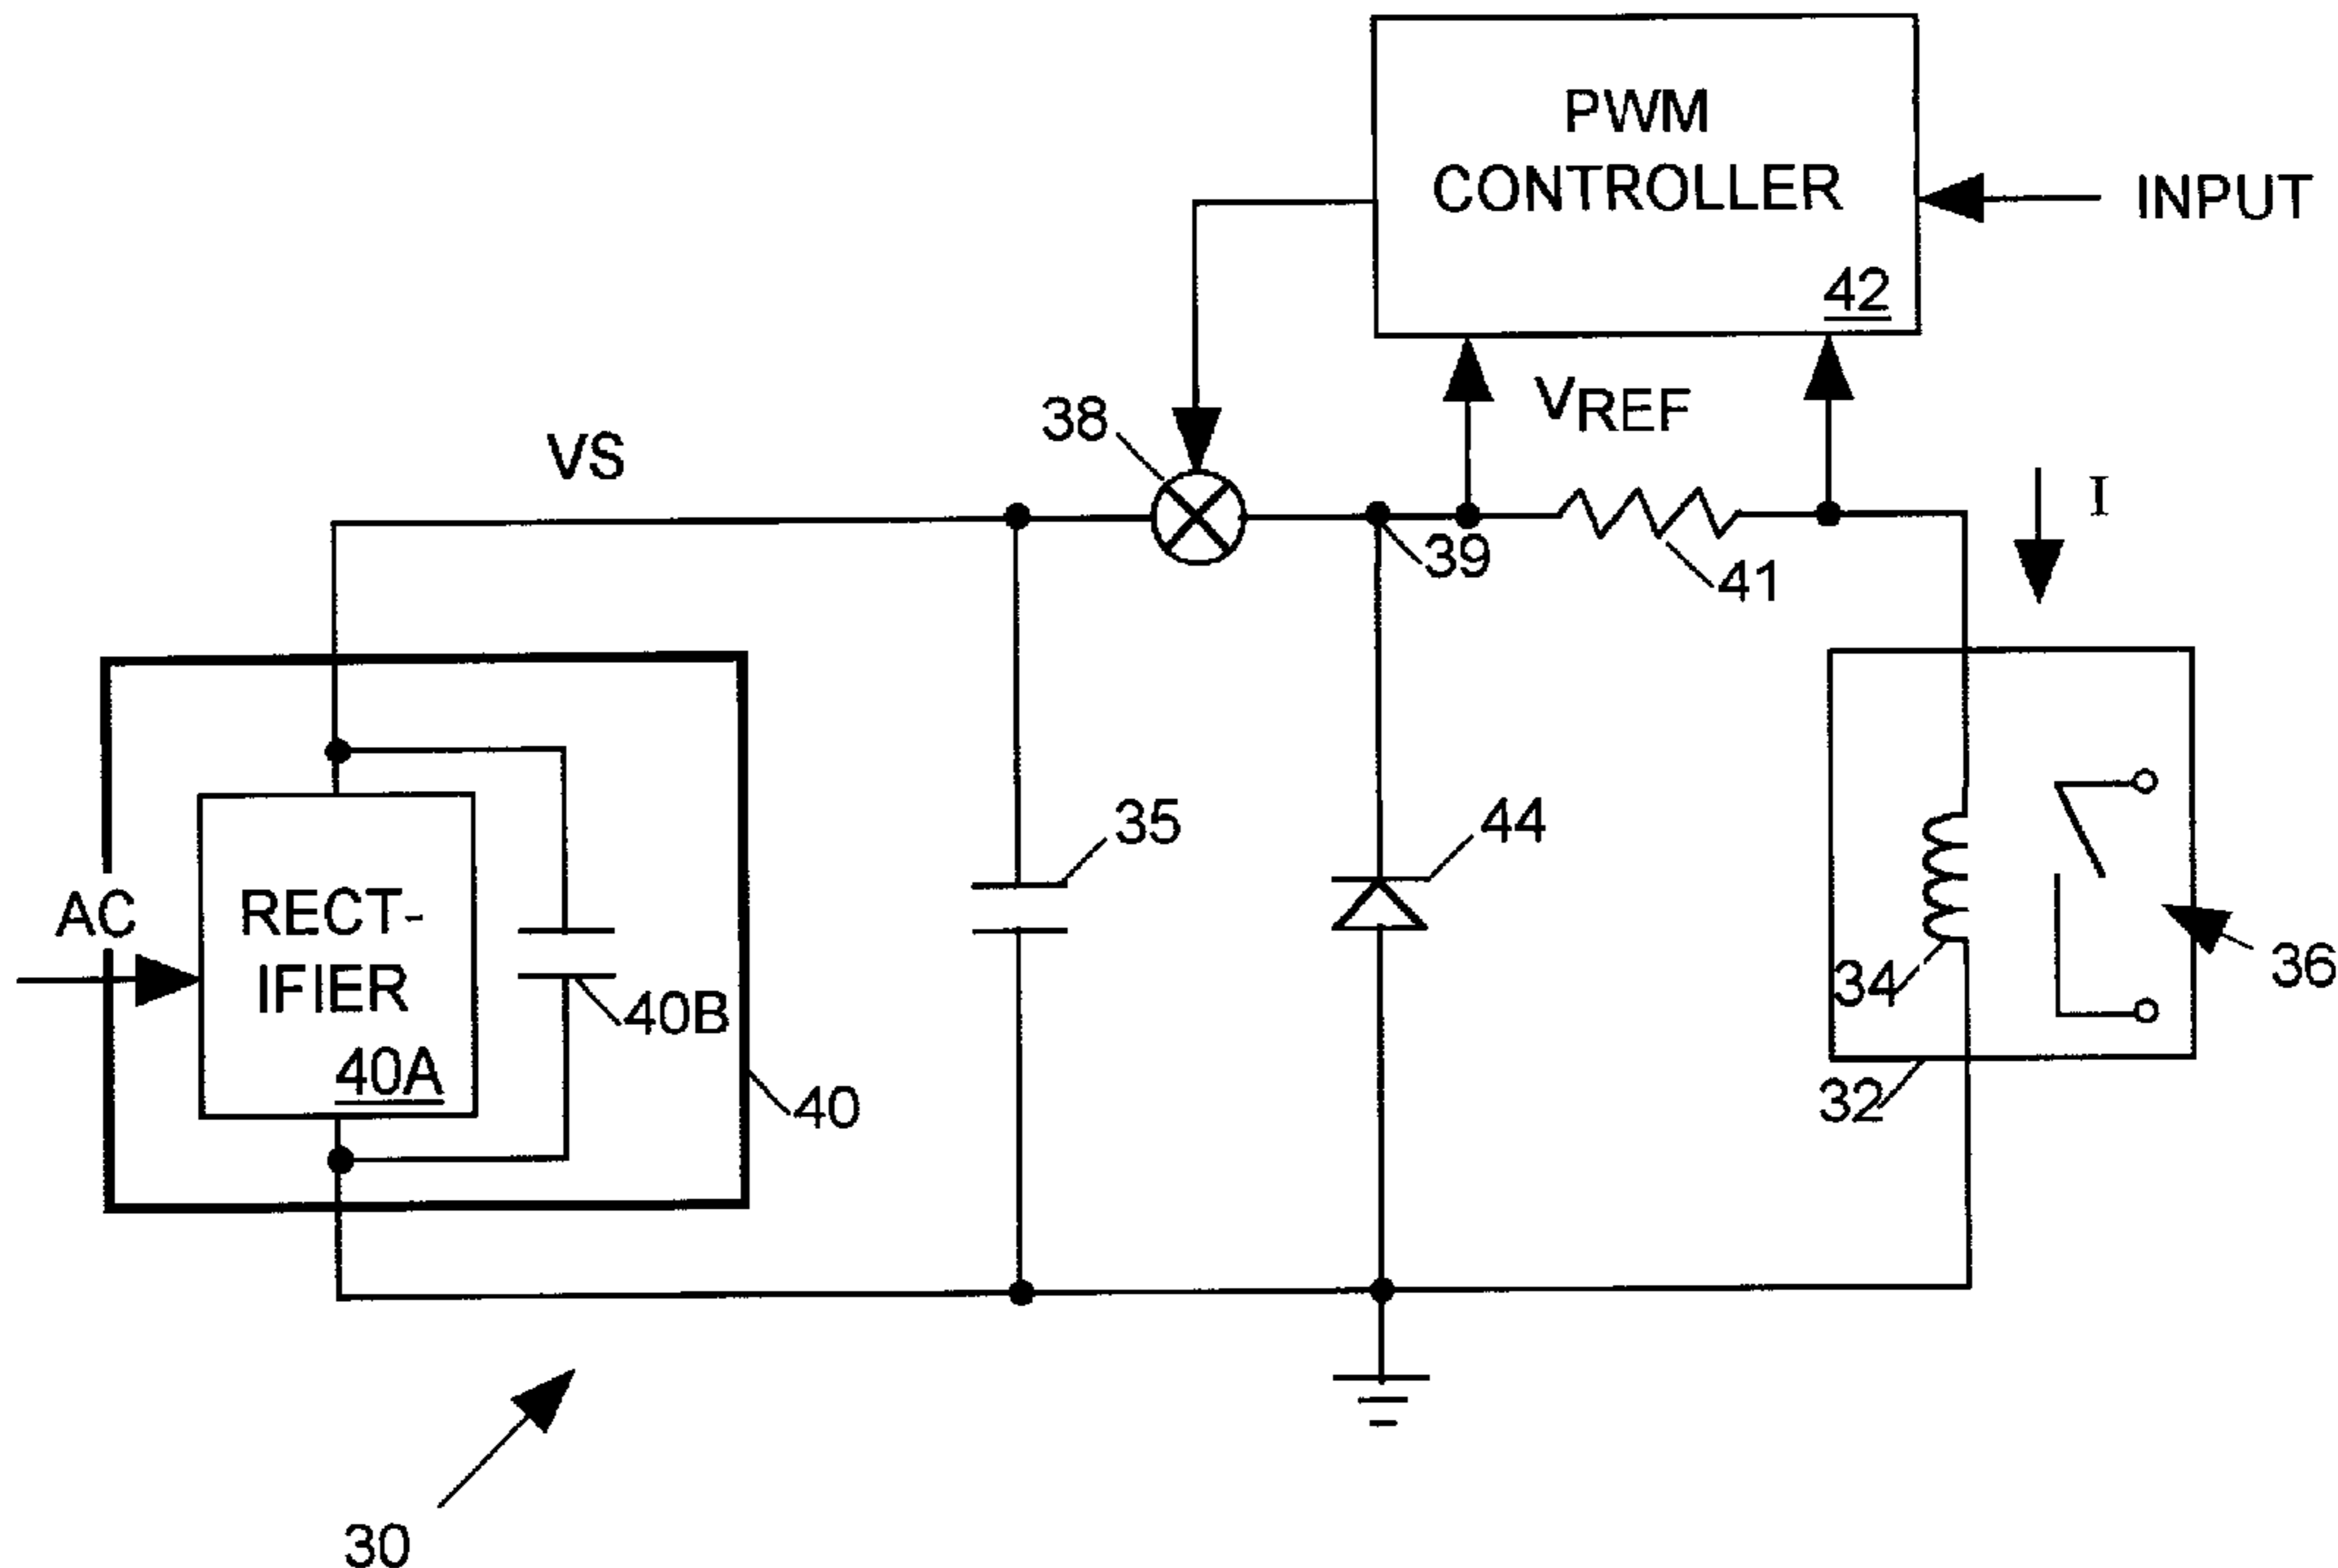 PWM
CONTROLLER
42
INPUT
VREF
38
VS
I
39
41
35
44
AC
RECT-
IFIER
40A
40B
40
34
36
32
30